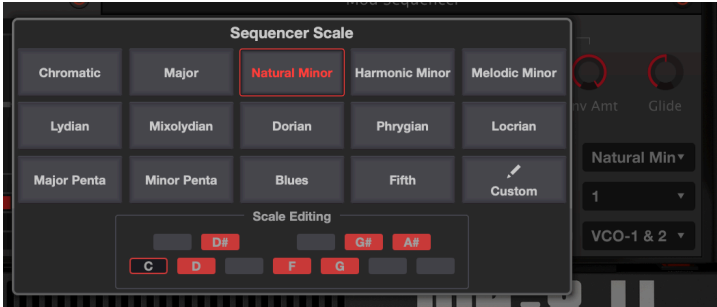 Mod Sequencer
Sequencer Scale
Chromatic Major Natural Minor Harmonic Minor Melodic Minor
Lydian Mixolydian Dorian Phrygian Locrian
Major Penta Minor Penta Blues Fifth Custom
Scale Editing
D# G# A#
C D F G
nv Amt Glide
Natural Min
1
VCO-1 & 2